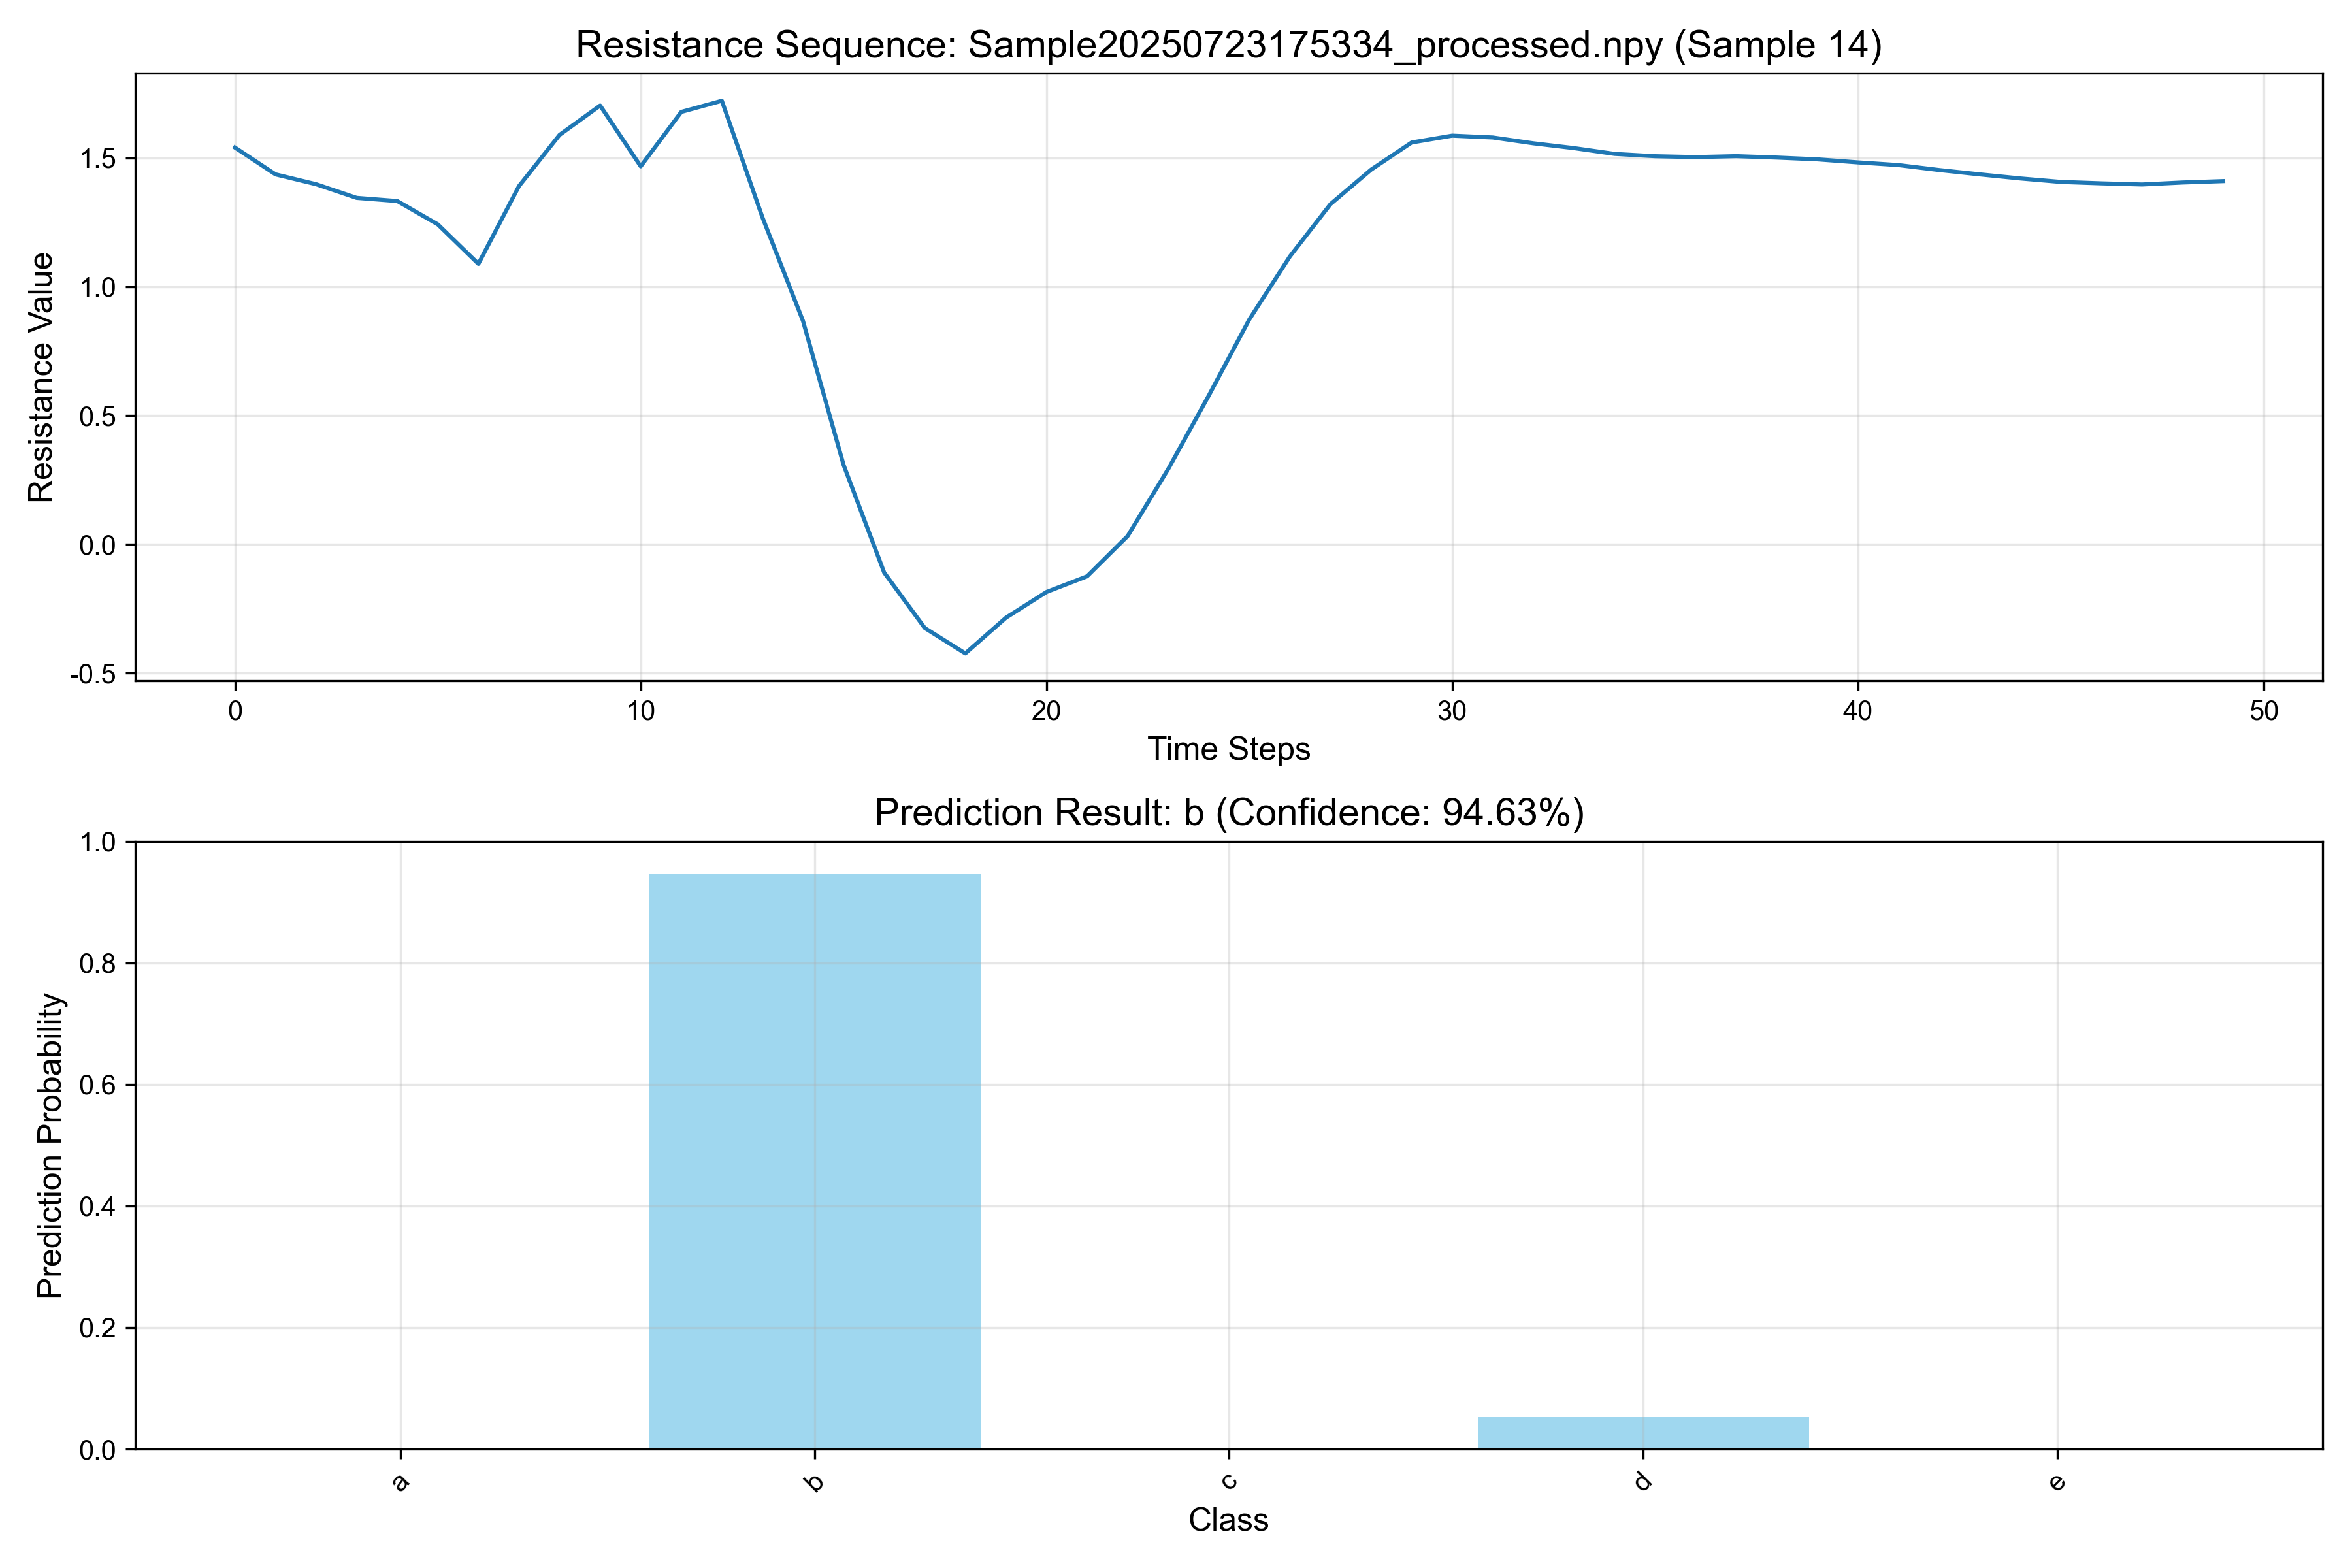 Resistance Sequence: Sample20250723175334_processed.npy (Sample 14)
Resistance Value
1.5
1.0
0.5
0.0
-0.5
0 10 20 30 40 50
Time Steps
Prediction Result: b (Confidence: 94.63%)
Prediction Probability
1.0
0.8
0.6
0.4
0.2
0.0
a b c d e
Class